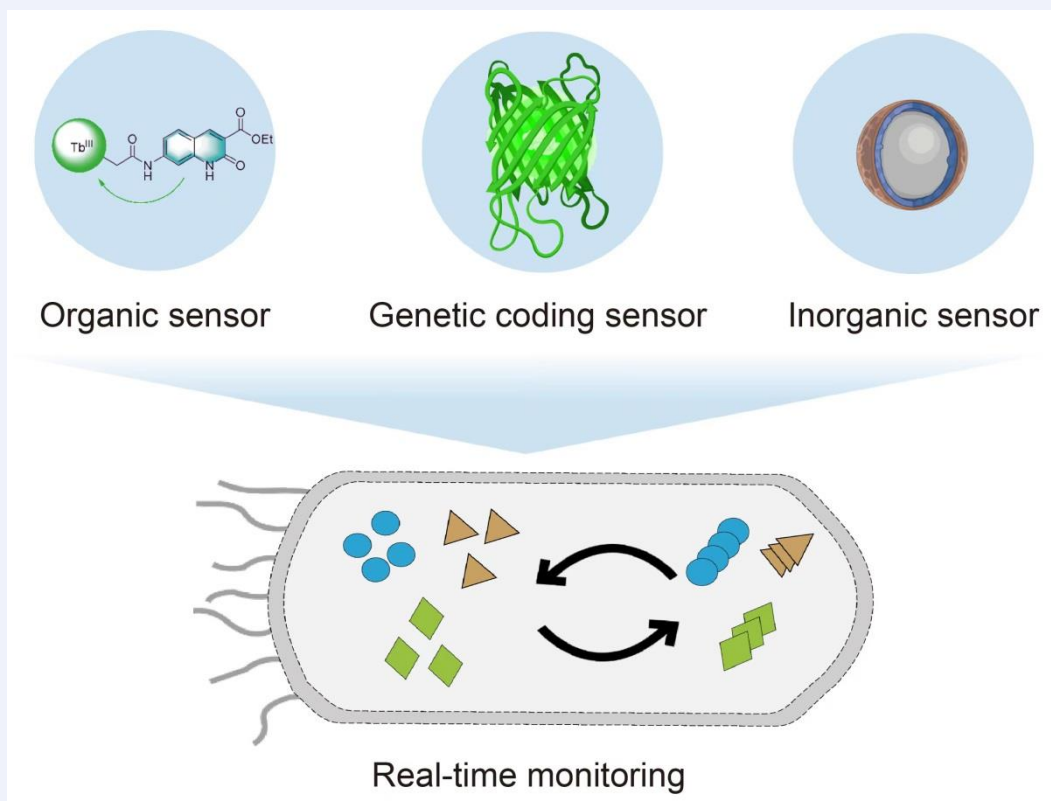 Tb^III
O
N
H
N
H
O
O
OEt
Organic sensor
Genetic coding sensor
Inorganic sensor
Real-time monitoring